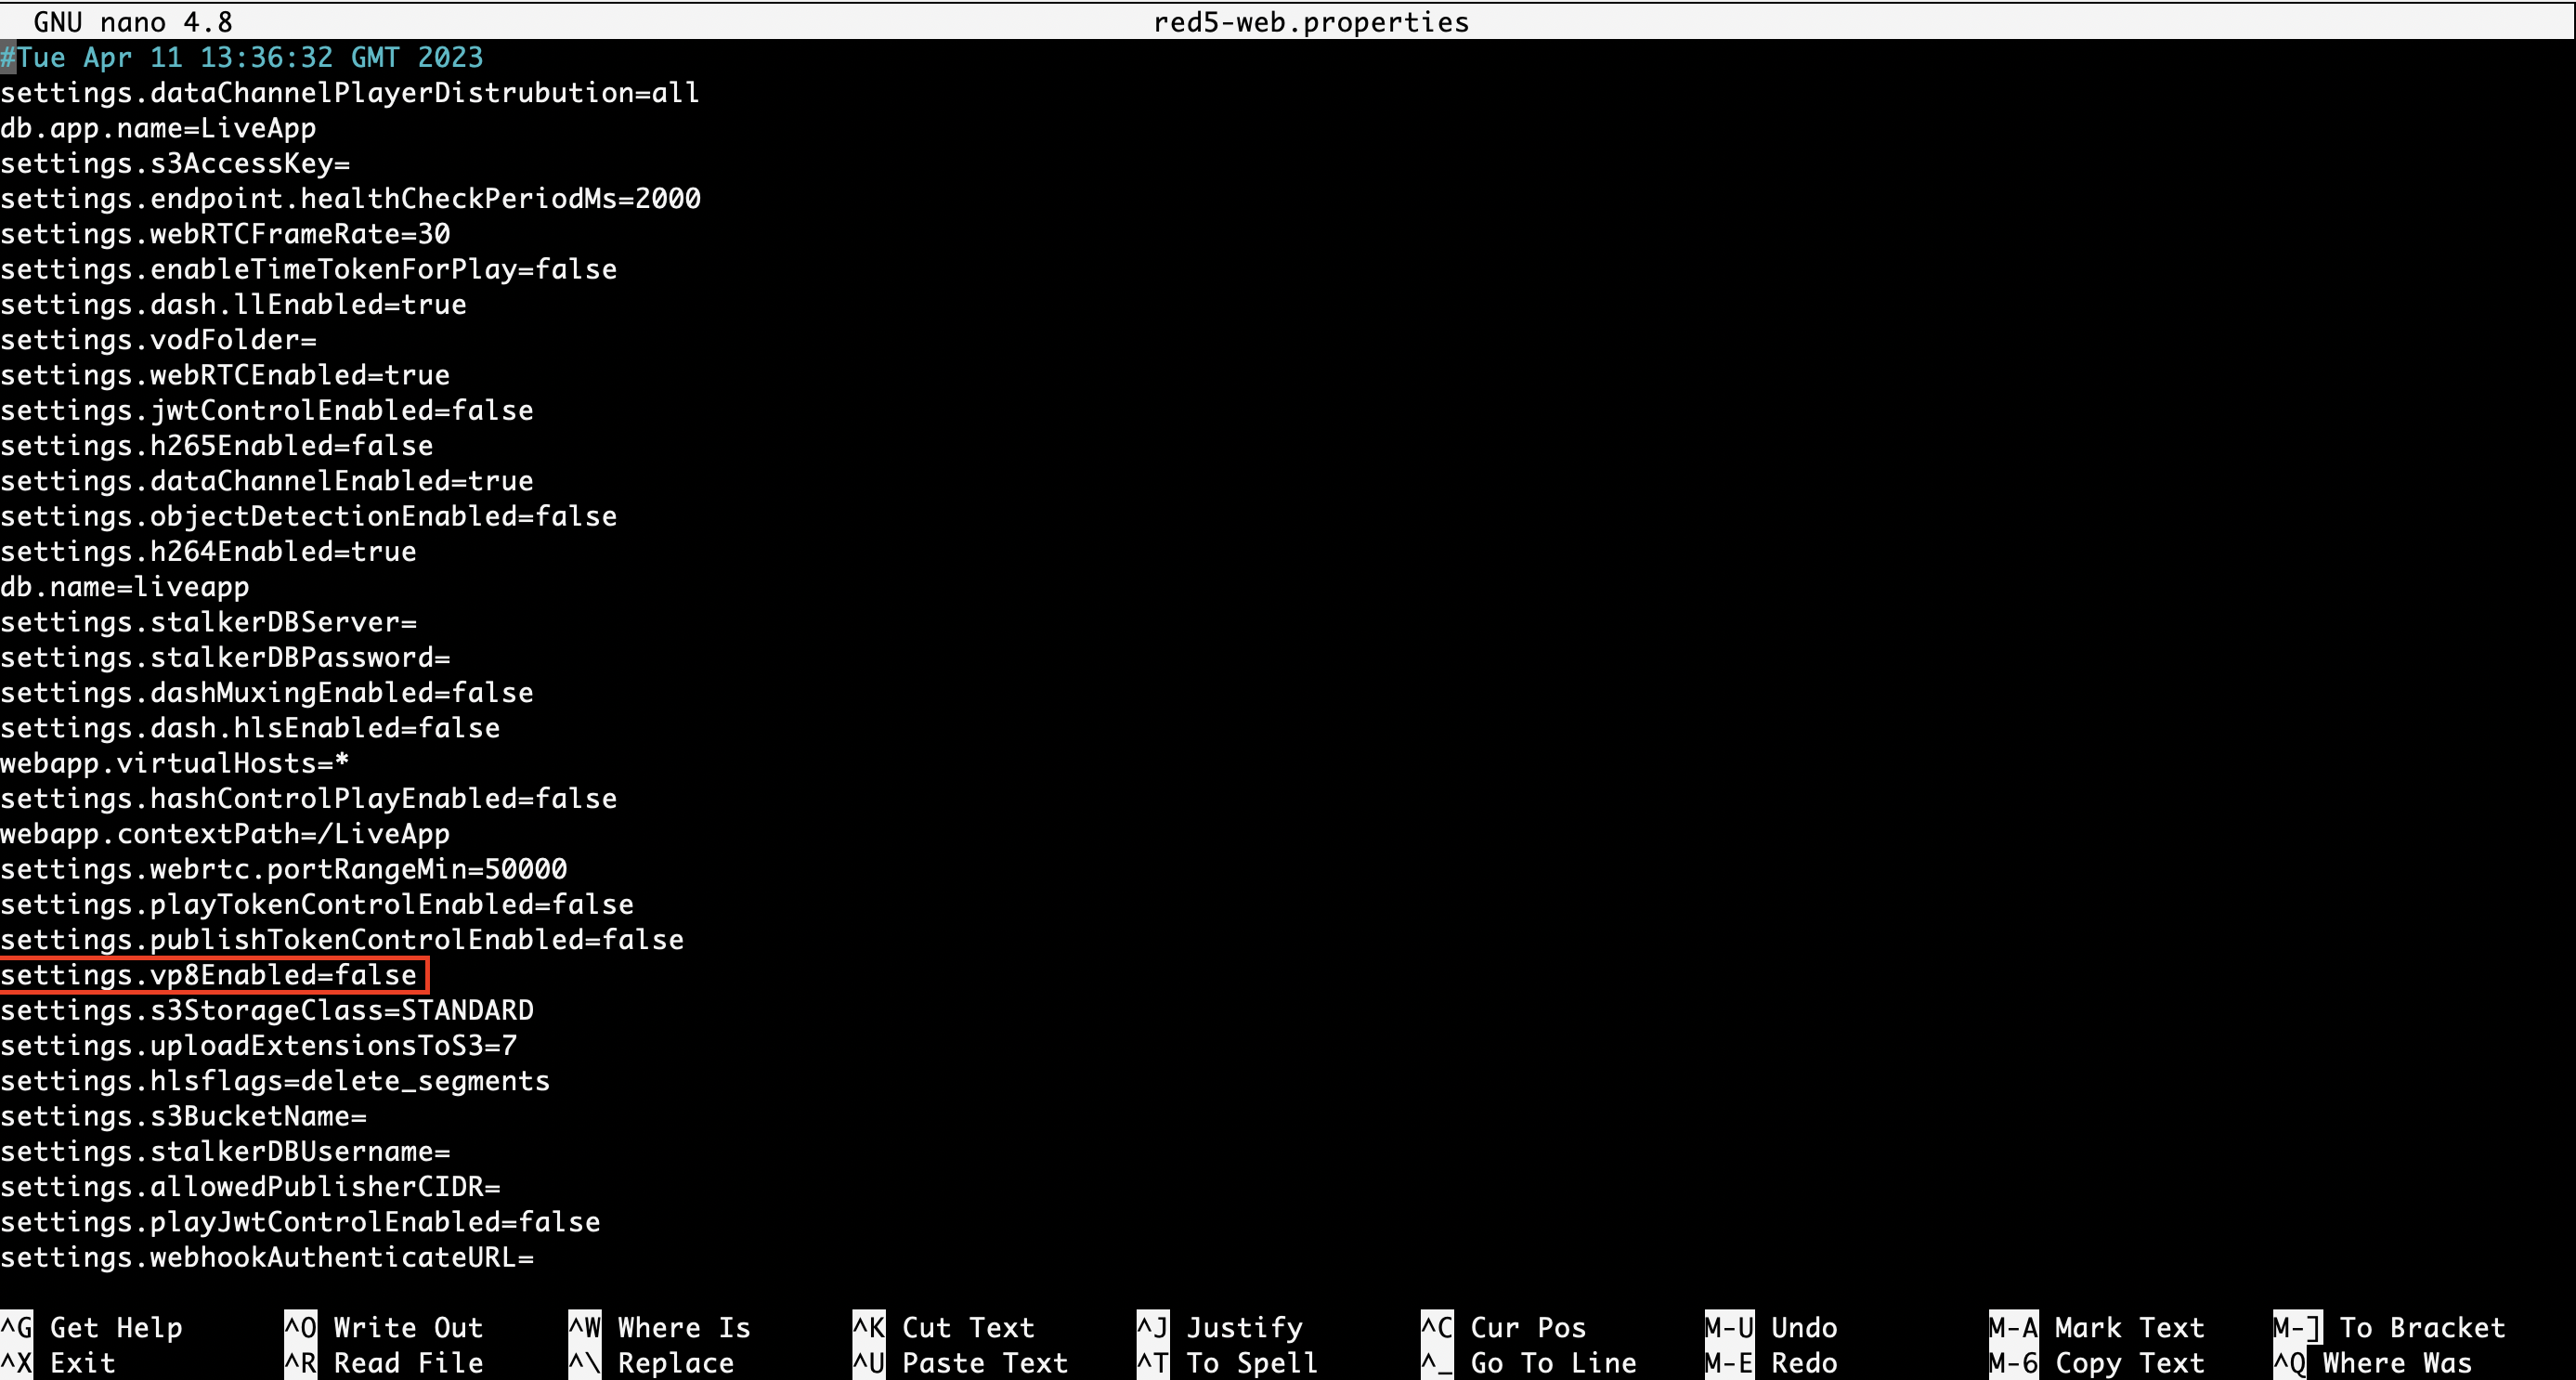 GNU nano 4.8 red5-web.properties
#Tue Apr 11 13:36:32 GMT 2023
settings.dataChannelPlayerDistrubution=all
db.app.name=LiveApp
settings.s3AccessKey=
settings.endpoint.healthCheckPeriodMs=2000
settings.webRTCFrameRate=30
settings.enableTimeTokenForPlay=false
settings.dash.llEnabled=true
settings.vodFolder=
settings.webRTCEnabled=true
settings.jwtControlEnabled=false
settings.h265Enabled=false
settings.dataChannelEnabled=true
settings.objectDetectionEnabled=false
settings.h264Enabled=true
db.name=liveapp
settings.stalkerDBServer=
settings.stalkerDBPassword=
settings.dashMuxingEnabled=false
settings.dash.hlsEnabled=false
webapp.virtualHosts=*
settings.hashControlPlayEnabled=false
webapp.contextPath=/LiveApp
settings.webrtc.portRangeMin=50000
settings.playTokenControlEnabled=false
settings.publishTokenControlEnabled=false
settings.vp8Enabled=false
settings.s3StorageClass=STANDARD
settings.uploadExtensionsToS3=7
settings.hlsflags=delete_segments
settings.s3BucketName=
settings.stalkerDBUsername=
settings.allowedPublisherCIDR=
settings.playJwtControlEnabled=false
settings.webhookAuthenticateURL=
^G Get Help ^O Write Out ^W Where Is ^K Cut Text ^J Justify ^C Cur Pos M-U Undo M-A Mark Text M-] To Bracket
^X Exit ^R Read File ^\ Replace ^U Paste Text ^T To Spell ^_ Go To Line M-E Redo M-6 Copy Text ^Q Where Was